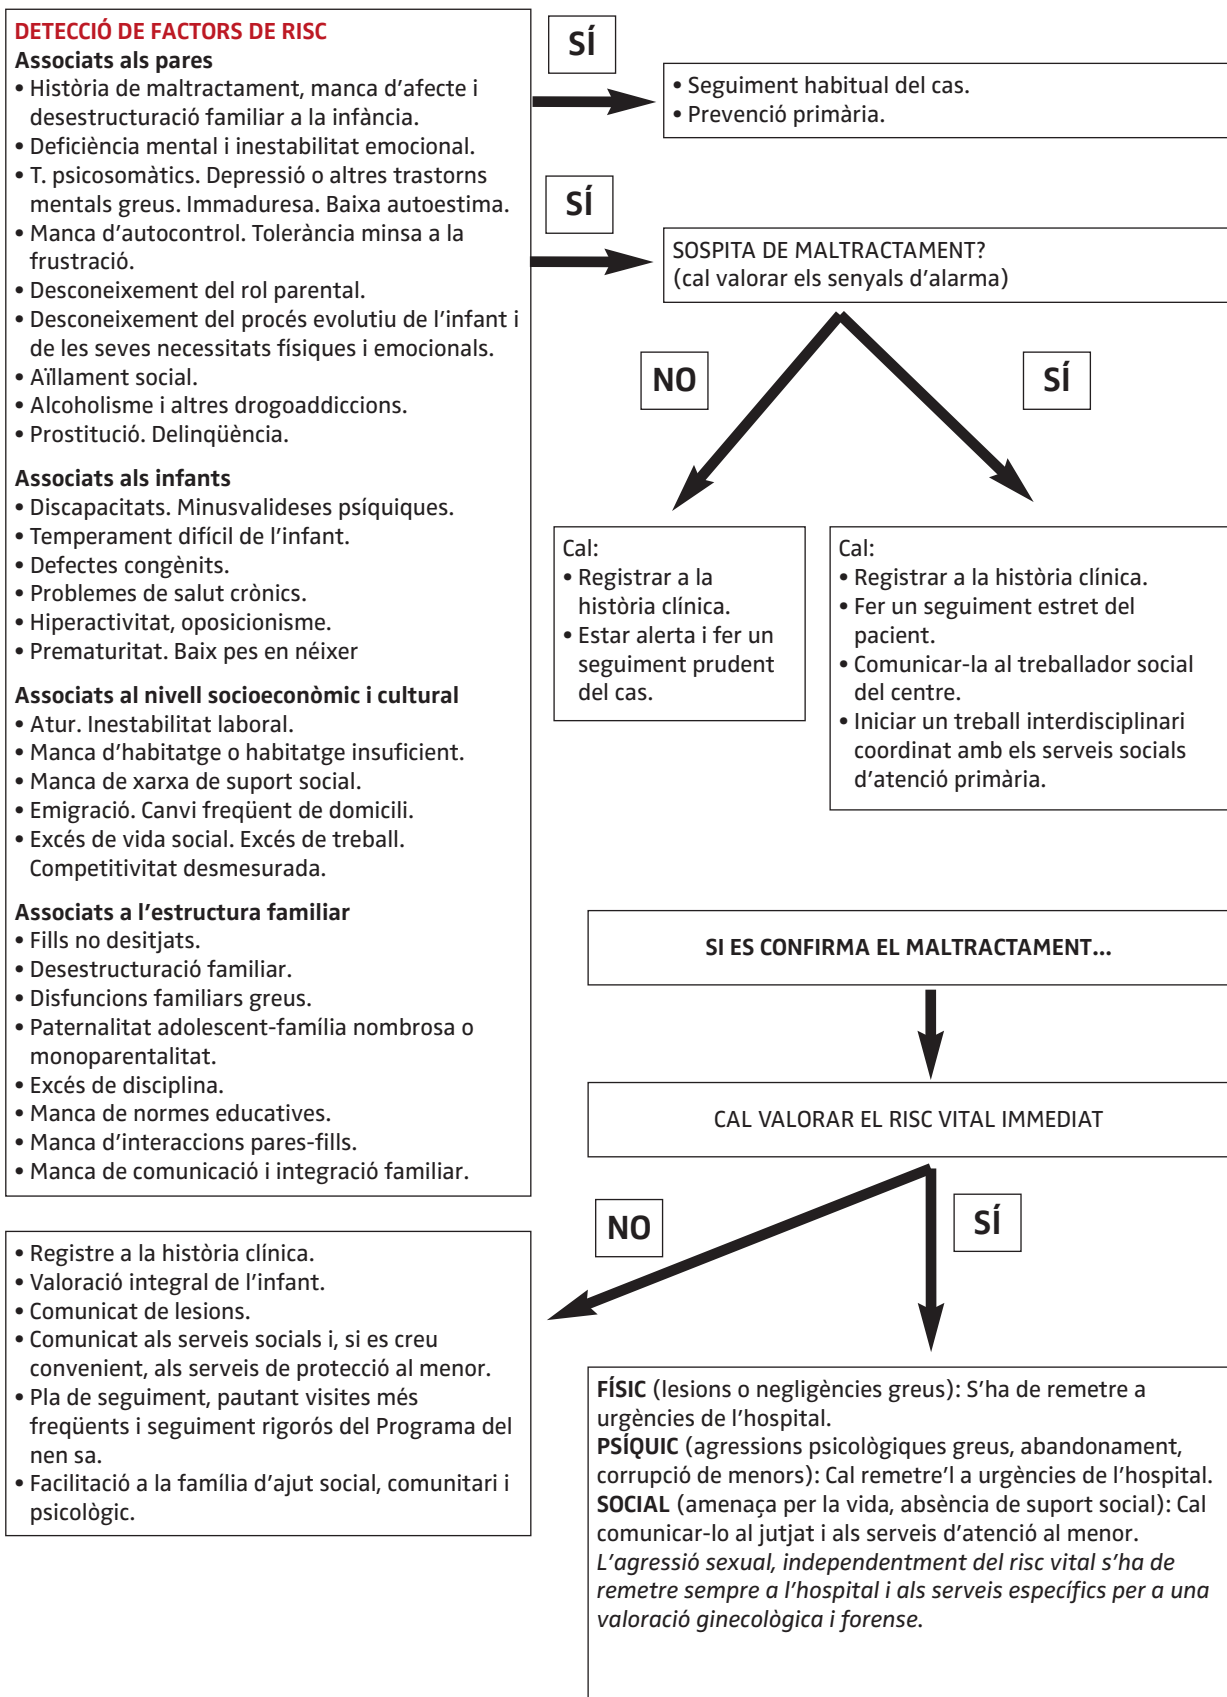 DETECCIÓ DE FACTORS DE RISC
Associats als pares
• Història de maltractament, manca d'afecte i
desestructuració familiar a la infància.
• Deficiència mental i inestabilitat emocional.
• T. psicosomàtics. Depressió o altres trastorns
mentals greus. Immaduresa. Baixa autoestima.
• Manca d'autocontrol. Tolerància minsa a la
frustració.
• Desconeixement del rol parental.
• Desconeixement del procés evolutiu de l'infant i
de les seves necessitats físiques i emocionals.
• Aïllament social.
• Alcoholisme i altres drogoaddiccions.
• Prostitució. Delinqüència.
Associats als infants
• Discapacitats. Minusvalideses psíquiques.
• Temperament difícil de l'infant.
• Defectes congènits.
• Problemes de salut crònics.
• Hiperactivitat, oposicionisme.
• Prematuritat. Baix pes en néixer
Associats al nivell socioeconòmic i cultural
• Atur. Inestabilitat laboral.
• Manca d'habitatge o habitatge insuficient.
• Manca de xarxa de suport social.
• Emigració. Canvi freqüent de domicili.
• Excés de vida social. Excés de treball.
Competitivitat desmesurada.
Associats a l'estructura familiar
• Fills no desitjats.
• Desestructuració familiar.
• Disfuncions familiars greus.
• Paternalitat adolescent-família nombrosa o
monoparentalitat.
• Excés de disciplina.
• Manca de normes educatives.
• Manca d'interaccions pares-fills.
• Manca de comunicació i integració familiar.
SÍ
• Seguiment habitual del cas.
• Prevenció primària.
SÍ
SOSPITA DE MALTRACTAMENT?
(cal valorar els senyals d'alarma)
NO
SÍ
Cal:
• Registrar a la
història clínica.
• Estar alerta i fer un
seguiment prudent
del cas.
Cal:
• Registrar a la història clínica.
• Fer un seguiment estret del
pacient.
• Comunicar-la al treballador social
del centre.
• Iniciar un treball interdisciplinari
coordinat amb els serveis socials
d'atenció primària.
SI ES CONFIRMA EL MALTRACTAMENT...
CAL VALORAR EL RISC VITAL IMMEDIAT
NO
SÍ
• Registre a la història clínica.
• Valoració integral de l'infant.
• Comunicat de lesions.
• Comunicat als serveis socials i, si es creu
convenient, als serveis de protecció al menor.
• Pla de seguiment, pautant visites més
freqüents i seguiment rigorós del Programa del
nen sa.
• Facilitació a la família d'ajut social, comunitari i
psicològic.
FÍSIC (lesions o negligències greus): S'ha de remetre a
urgències de l'hospital.
PSÍQUIC (agressions psicològiques greus, abandonament,
corrupció de menors): Cal remetre'l a urgències de l'hospital.
SOCIAL (amenaça per la vida, absència de suport social): Cal
comunicar-lo al jutjat i als serveis d'atenció al menor.
L'agressió sexual, independentment del risc vital s'ha de
remetre sempre a l'hospital i als serveis específics per a una
valoració ginecològica i forense.